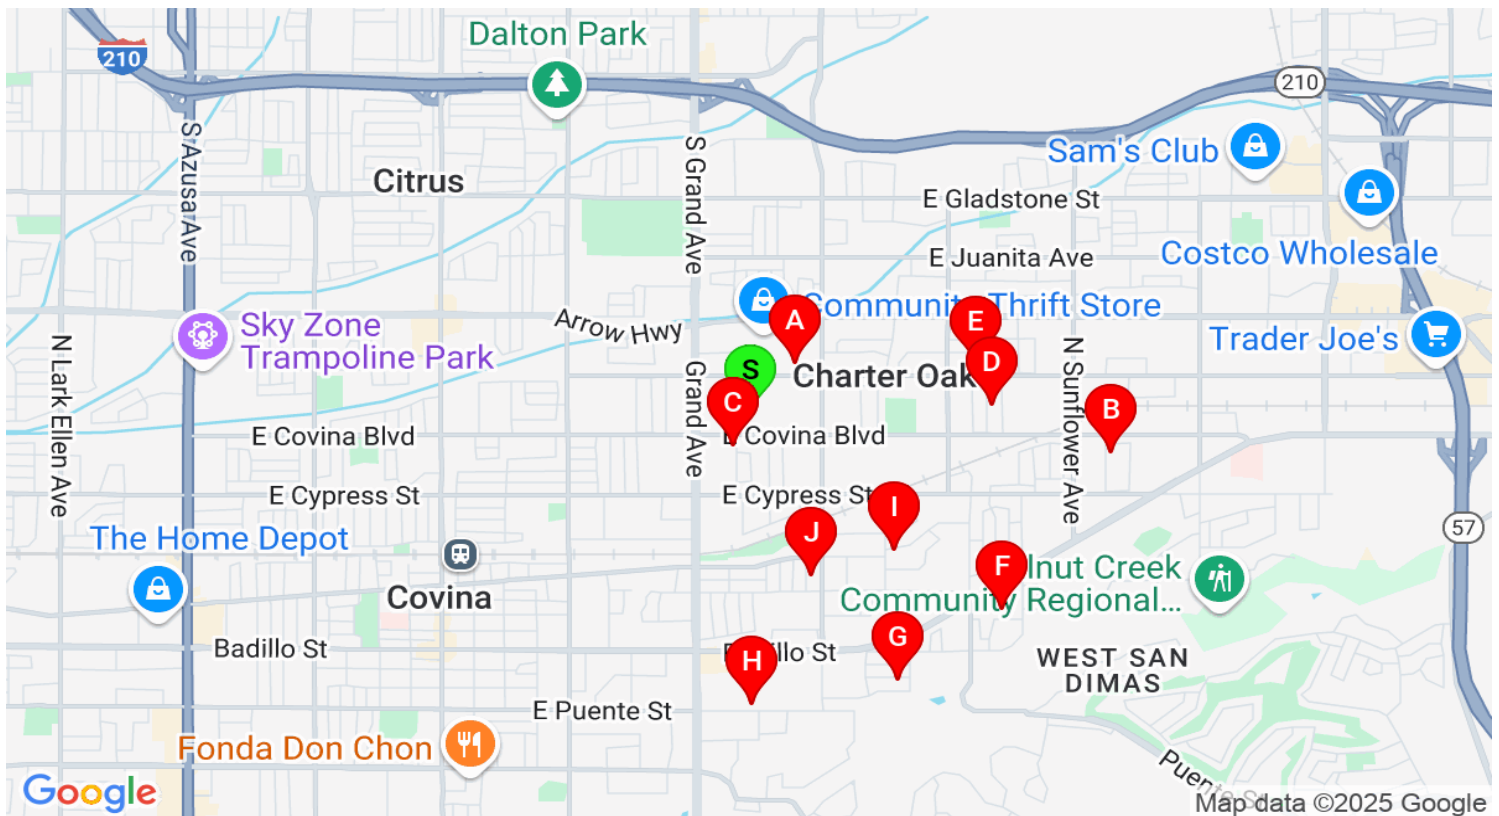 Dalton Park
210
210
S Azusa Ave
S Grand Ave
Sam's Club
Citrus
E Gladstone St
E Juanita Ave
Costco Wholesale
Community Thrift Store
A
E
Arrow Hwy
Sky Zone
Trampoline Park
Trader Joe's
N Lark Ellen Ave
N Sunflower Ave
Grand Ave
S
D
Charter Oak
C
B
E Covina Blvd
E Covina Blvd
E Cypress St
E Cypress St
I
J
57
The Home Depot
F
lnut Creek
Community Regional...
Covina
G
Badillo St
llo St
H
WEST SAN
DIMAS
E Puente St
Fonda Don Chon
Puente St
Google
Map data ©2025 Google